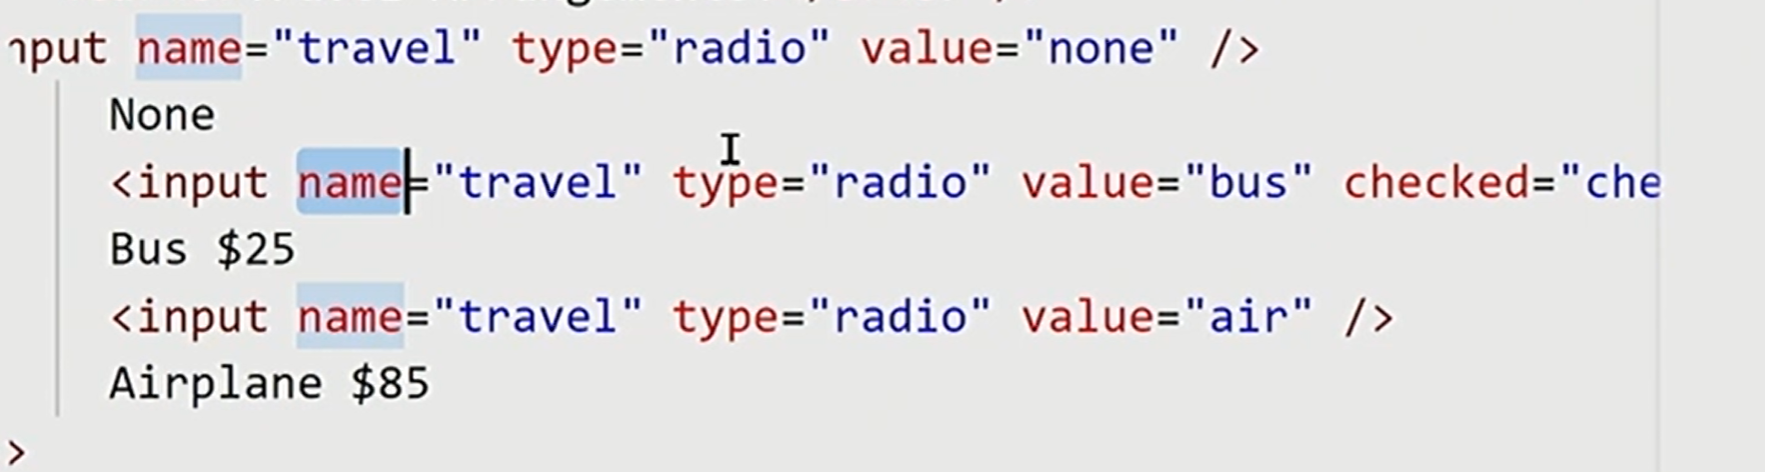 nput name="travel" type="radio" value="none" />
None
<input name="travel" type="radio" value="bus" checked="che
Bus $25
<input name="travel" type="radio" value="air" />
Airplane $85
>